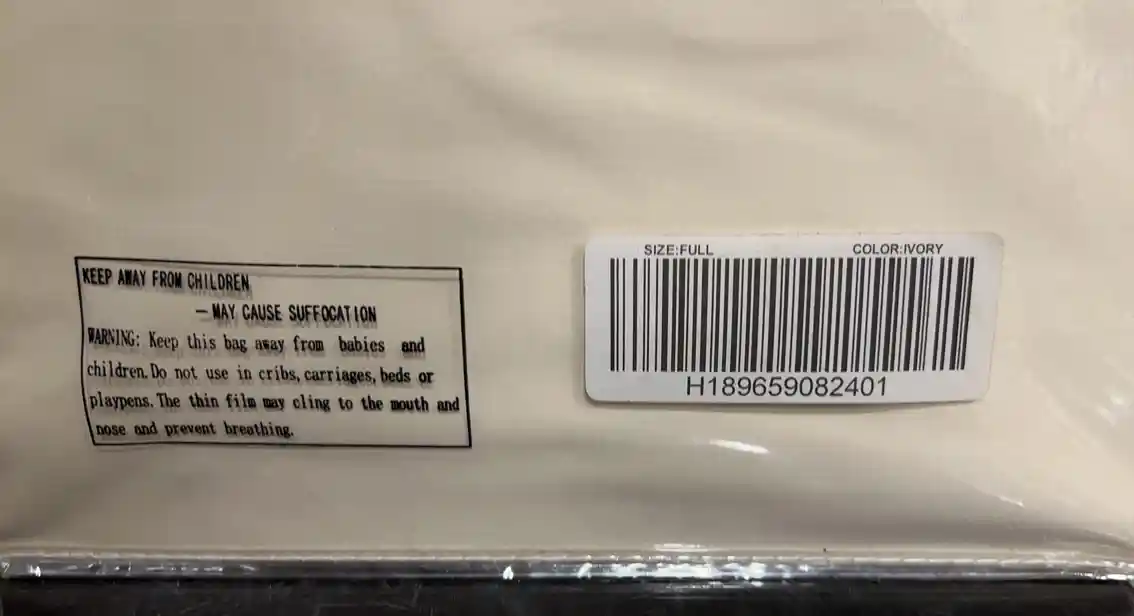 KEEP AWAY FROM CHILDREN
—MAY CAUSE SUFFOCATION
WARNING: Keep this bag away from babies and
children. Do not use in cribs, carriages, beds or
playpens. The thin film may cling to the mouth and
nose and prevent breathing.
SIZE:FULL COLOR:IVORY
H189659082401